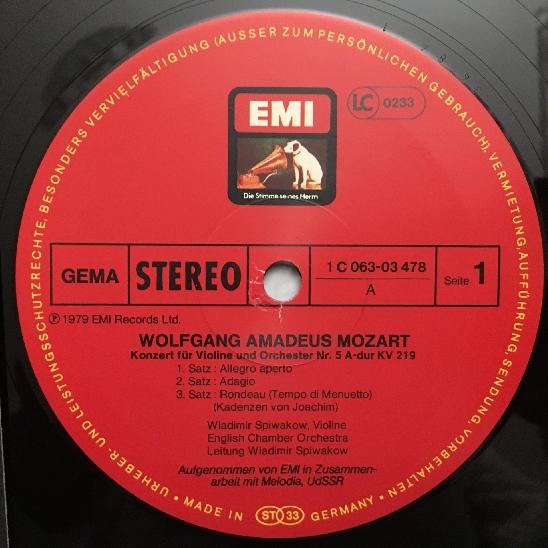 URHEBER- UND LEISTUNGSSCHUTZRECHTE, BESONDERS VERVIELFÄLTIGUNG (AUSSER ZUM PERSÖNLICHEN GEBRAUCH), VERMIETUNG, AUFFÜHRUNG, SENDUNG, VORBEHALTEN
EMI
LC 0233
Die Stimme seines Herrn
GEMA
STEREO
1 C 063-03 478
A
Seite 1
℗ 1979 EMI Records Ltd.
WOLFGANG AMADEUS MOZART
Konzert für Violine und Orchester Nr. 5 A-dur KV 219
1. Satz : Allegro aperto
2. Satz : Adagio
3. Satz : Rondeau (Tempo di Menuetto)
(Kadenzen von Joachim)
Wladimir Spiwakow, Violine
English Chamber Orchestra
Leitung Wladimir Spiwakow
Aufgenommen von EMI in Zusammen-
arbeit mit Melodia, UdSSR
• MADE IN ST 33 GERMANY •